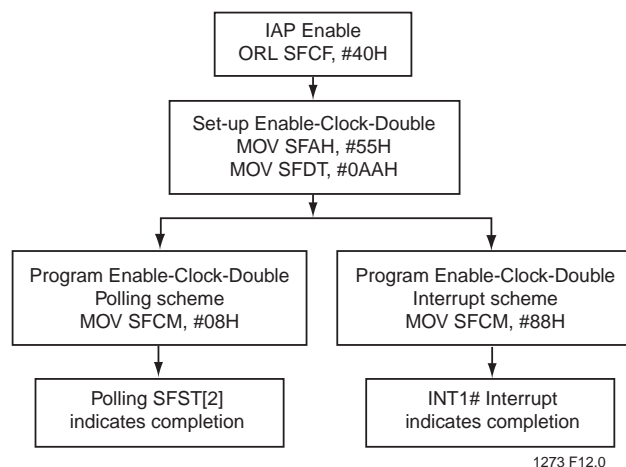 IAP Enable
ORL SFCF, #40H
Set-up Enable-Clock-Double
MOV SFAH, #55H
MOV SFDT, #0AAH
Program Enable-Clock-Double
Polling scheme
MOV SFCM, #08H
Program Enable-Clock-Double
Interrupt scheme
MOV SFCM, #88H
Polling SFST[2]
indicates completion
INT1# Interrupt
indicates completion
1273 F12.0